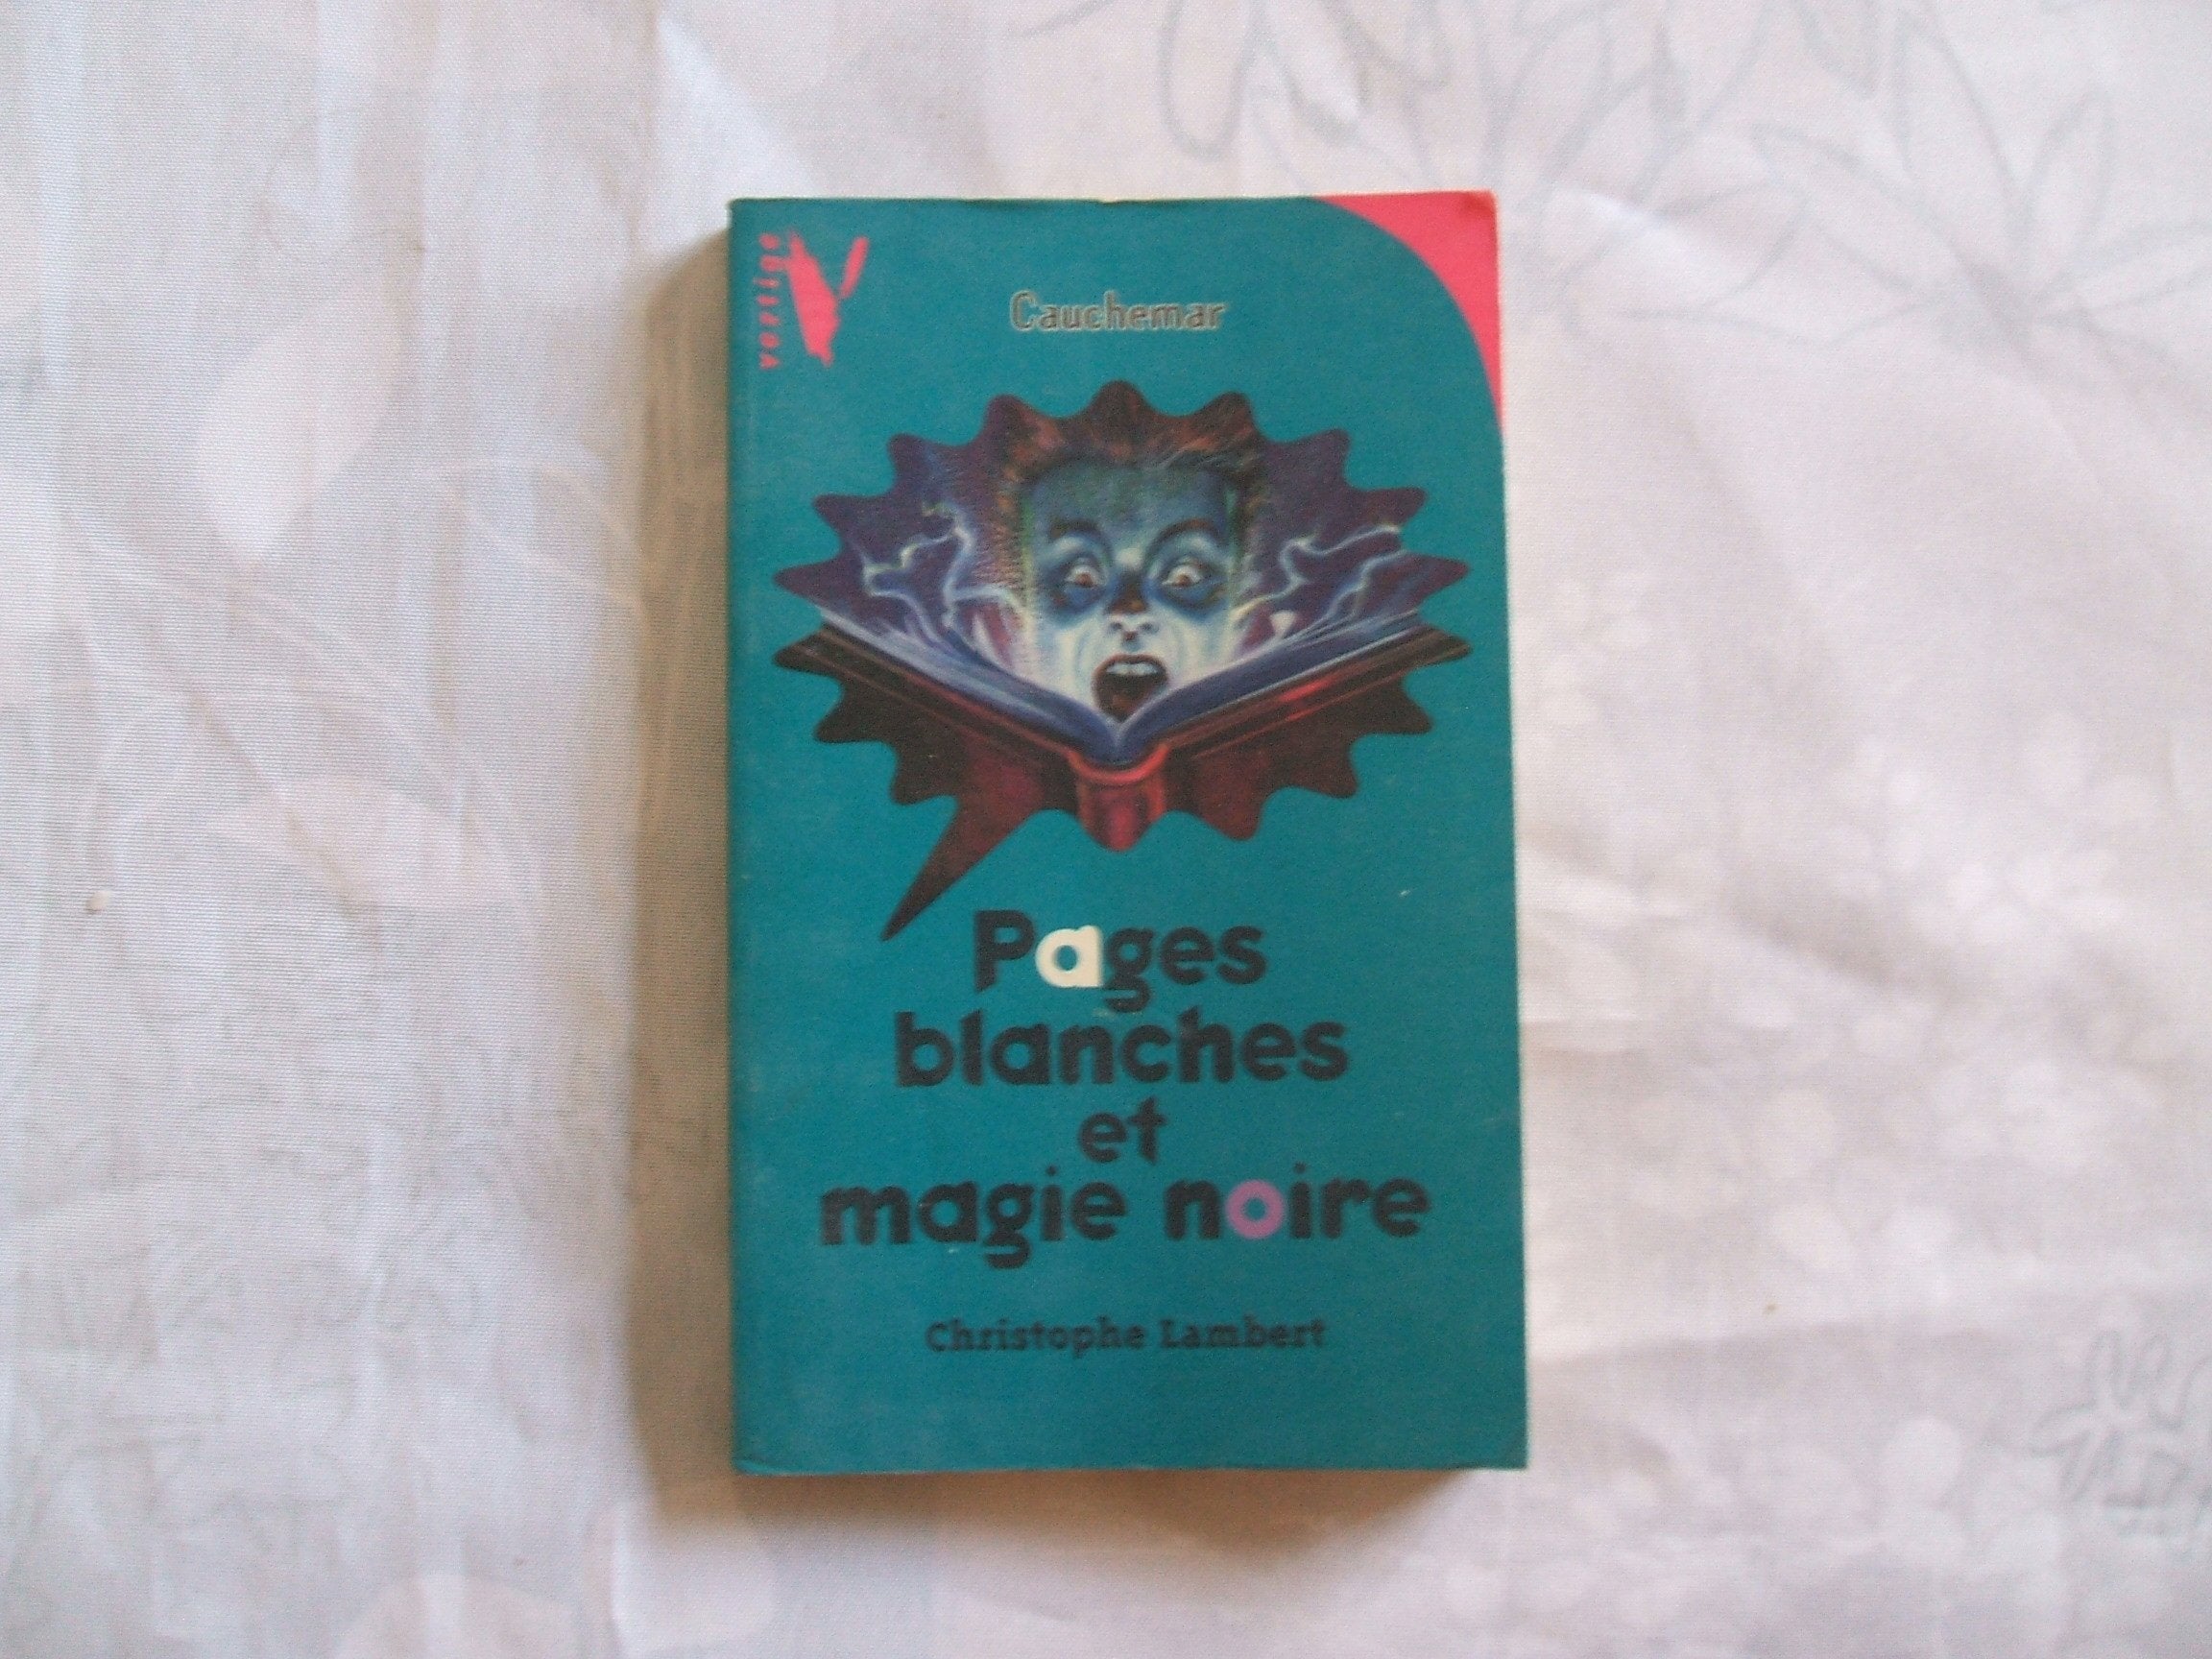 vertige
Cauchemar
Pages
blanches
et
magie noire
Christophe Lambert